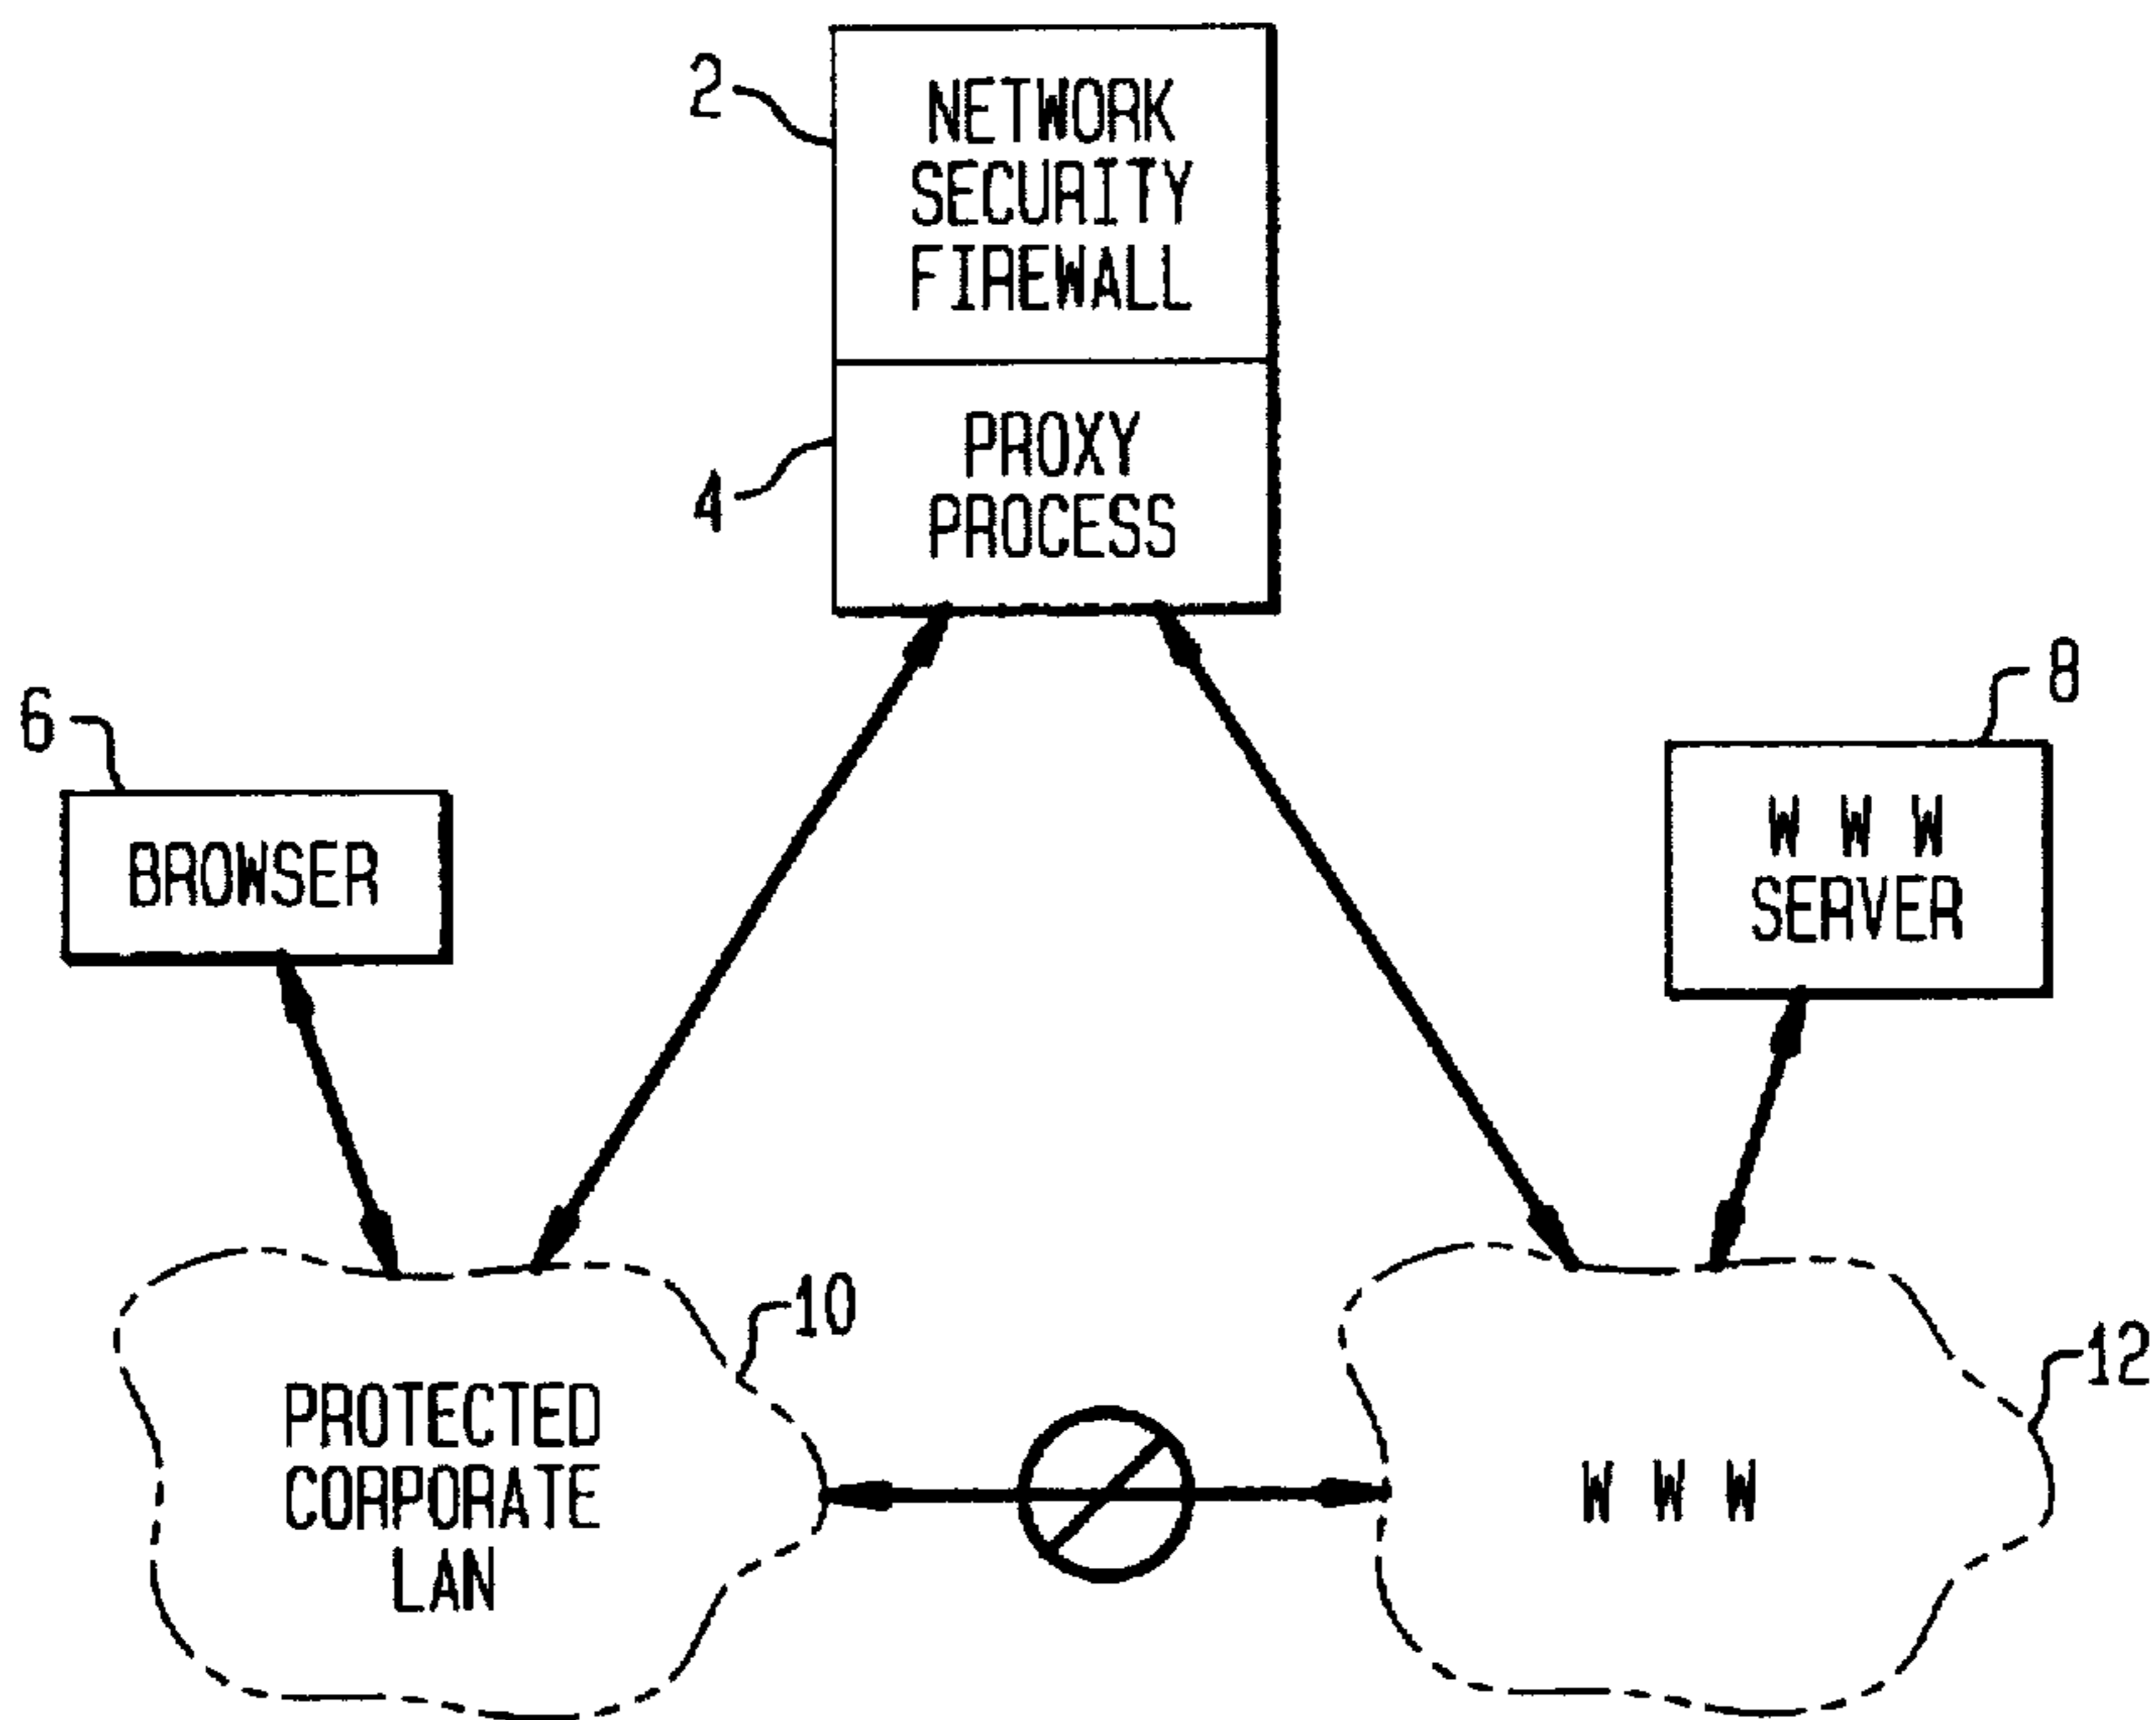 2
NETWORK
SECURITY
FIREWALL
4
PROXY
PROCESS
6
BROWSER
8
W W W
SERVER
10
PROTECTED
CORPORATE
LAN
12
W W W